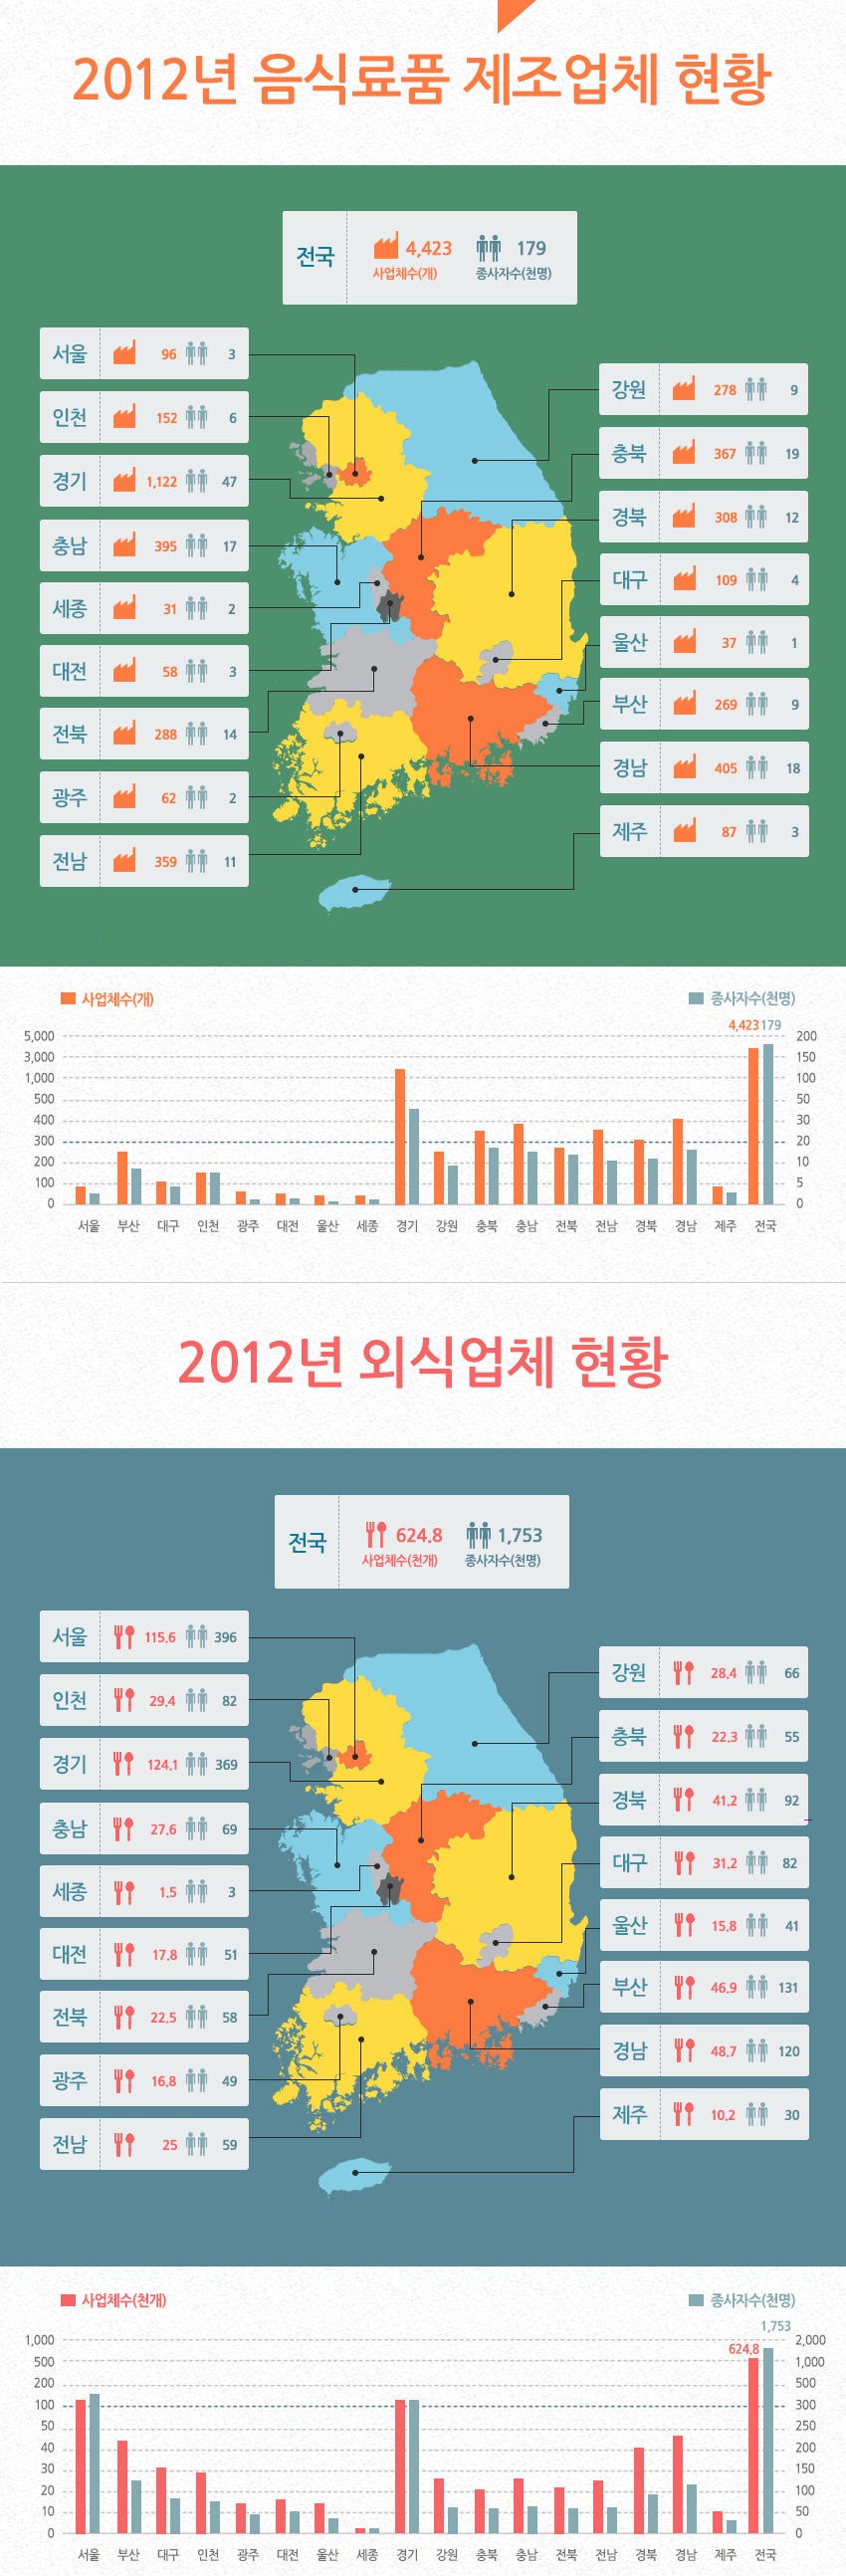 2012년 음식료품 제조업체 현황
전국 4,423 179
사업체수(개) 종사자수(천명)
서울 96 3
인천 152 6
경기 1,122 47
충남 395 17
세종 31 2
대전 58 3
전북 288 14
광주 62 2
전남 359 11
강원 278 9
충북 367 19
경북 308 12
대구 109 4
울산 37 1
부산 269 9
경남 405 18
제주 87 3
사업체수(개) 종사자수(천명)
4,423 179
5,000 200
3,000 150
1,000 100
500 50
400 30
300 20
200 10
100 5
0 0
서울 부산 대구 인천 광주 대전 울산 세종 경기 강원 충북 충남 전북 전남 경북 경남 제주 전국
2012년 외식업체 현황
전국 624.8 1,753
사업체수(천개) 종사자수(천명)
서울 115.6 396
인천 29.4 82
경기 124.1 369
충남 27.6 69
세종 1.5 3
대전 17.8 51
전북 22.5 58
광주 16.8 49
전남 25 59
강원 28.4 66
충북 22.3 55
경북 41.2 92
대구 31.2 82
울산 15.8 41
부산 46.9 131
경남 48.7 120
제주 10.2 30
사업체수(천개) 종사자수(천명)
1,753
624.8
1,000 2,000
500 1,000
200 500
100 300
50 250
40 200
30 150
20 100
10 50
0 0
서울 부산 대구 인천 광주 대전 울산 세종 경기 강원 충북 충남 전북 전남 경북 경남 제주 전국